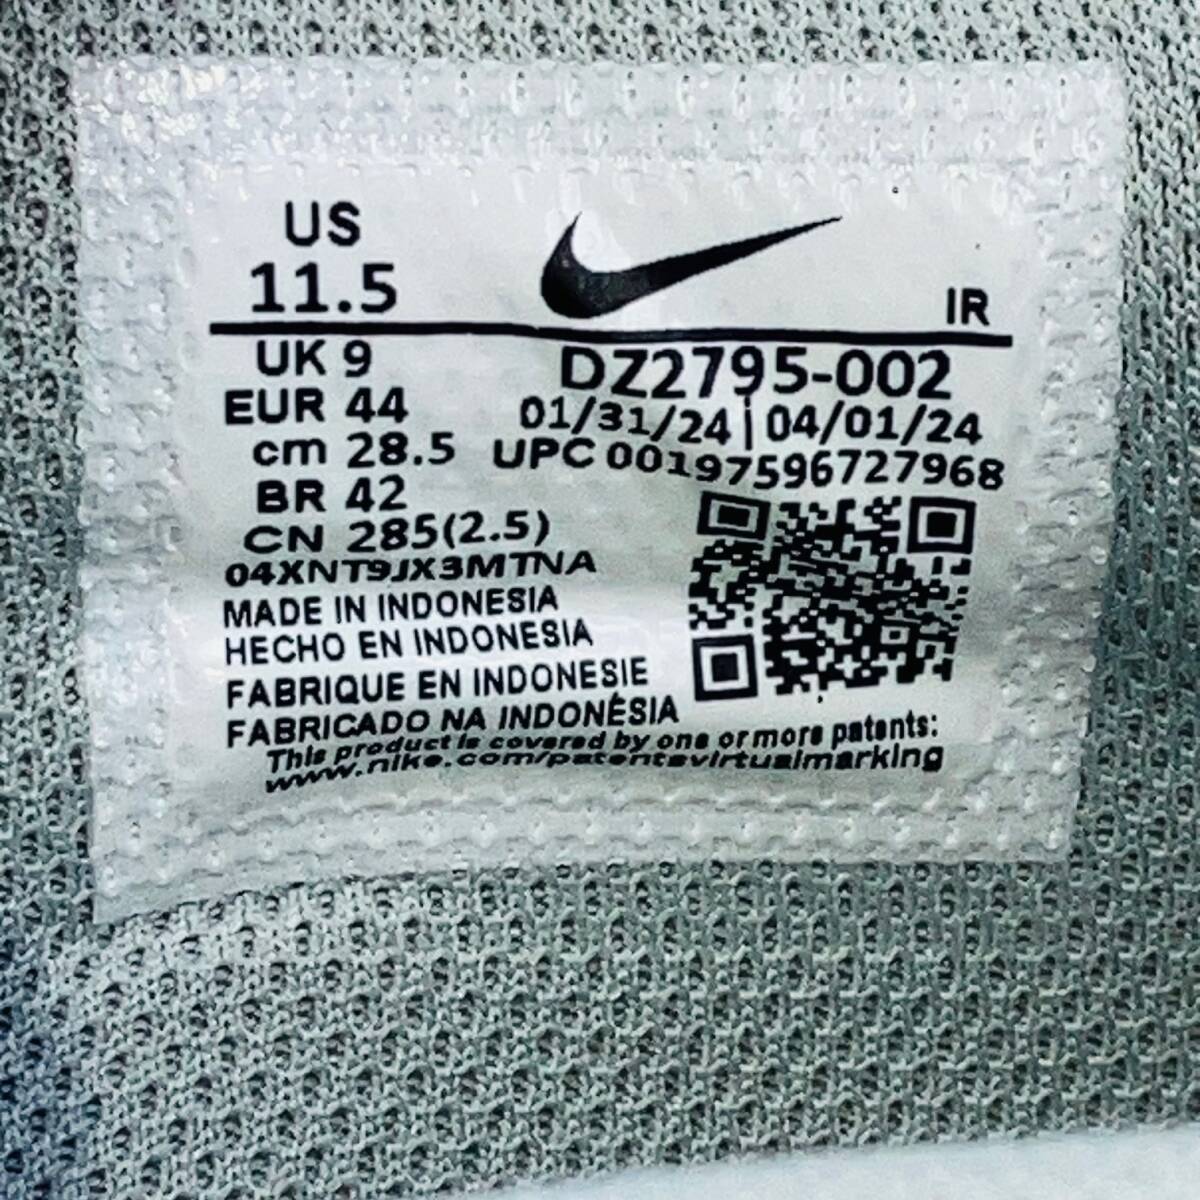 US
11.5
IR
UK 9
EUR 44
cm 28.5
BR 42
CN 285(2.5)
DZ2795-002
01/31/24 | 04/01/24
UPC 00197596727968
04XNT9JX3MTNA
MADE IN INDONESIA
HECHO EN INDONESIA
FABRIQUE EN INDONESIE
FABRICADO NA INDONÉSIA
This product is covered by one or more patents:
www.nike.com/patentsvirtualmarking